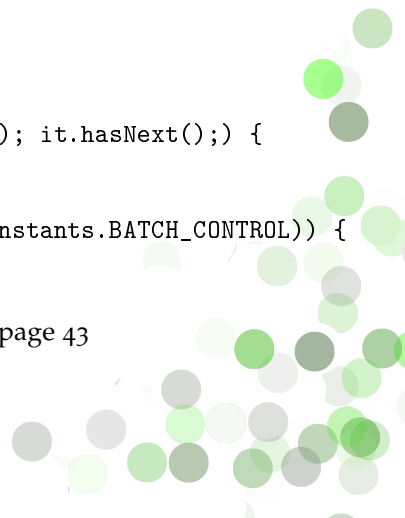 ); it.hasNext();) {
nstants.BATCH_CONTROL)) {
page 43